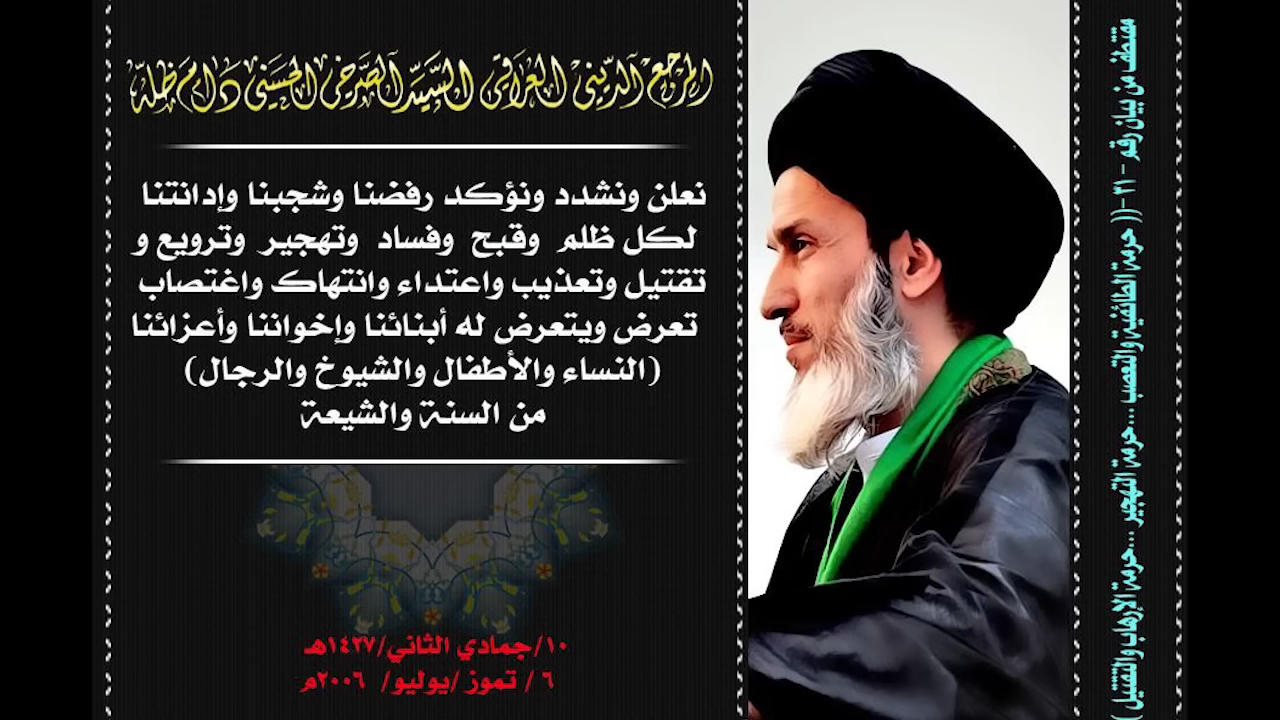 المرجع الديني العراقي السيد الصرخي الحسني دام ظله
نعلن ونشدد ونؤكد رفضنا وشجبنا وإدانتنا
لكل ظلم وقبح وفساد وتهجير وترويع و
تقتيل وتعذيب واعتداء وانتهاك واغتصاب
تعرض ويتعرض له أبنائنا وإخواننا وأعزائنا
(النساء والأطفال والشيوخ والرجال)
من السنة والشيعة
١٠/جمادي الثاني/١٤٢٧هـ
٦ / تموز /يوليو/ ٢٠٠٦م
مقتطف من بيان رقم - ٣١ -(( حرمة الطائفية والتعصب ...حرمة التهجير ...حرمة الإرهاب والتقتيل )